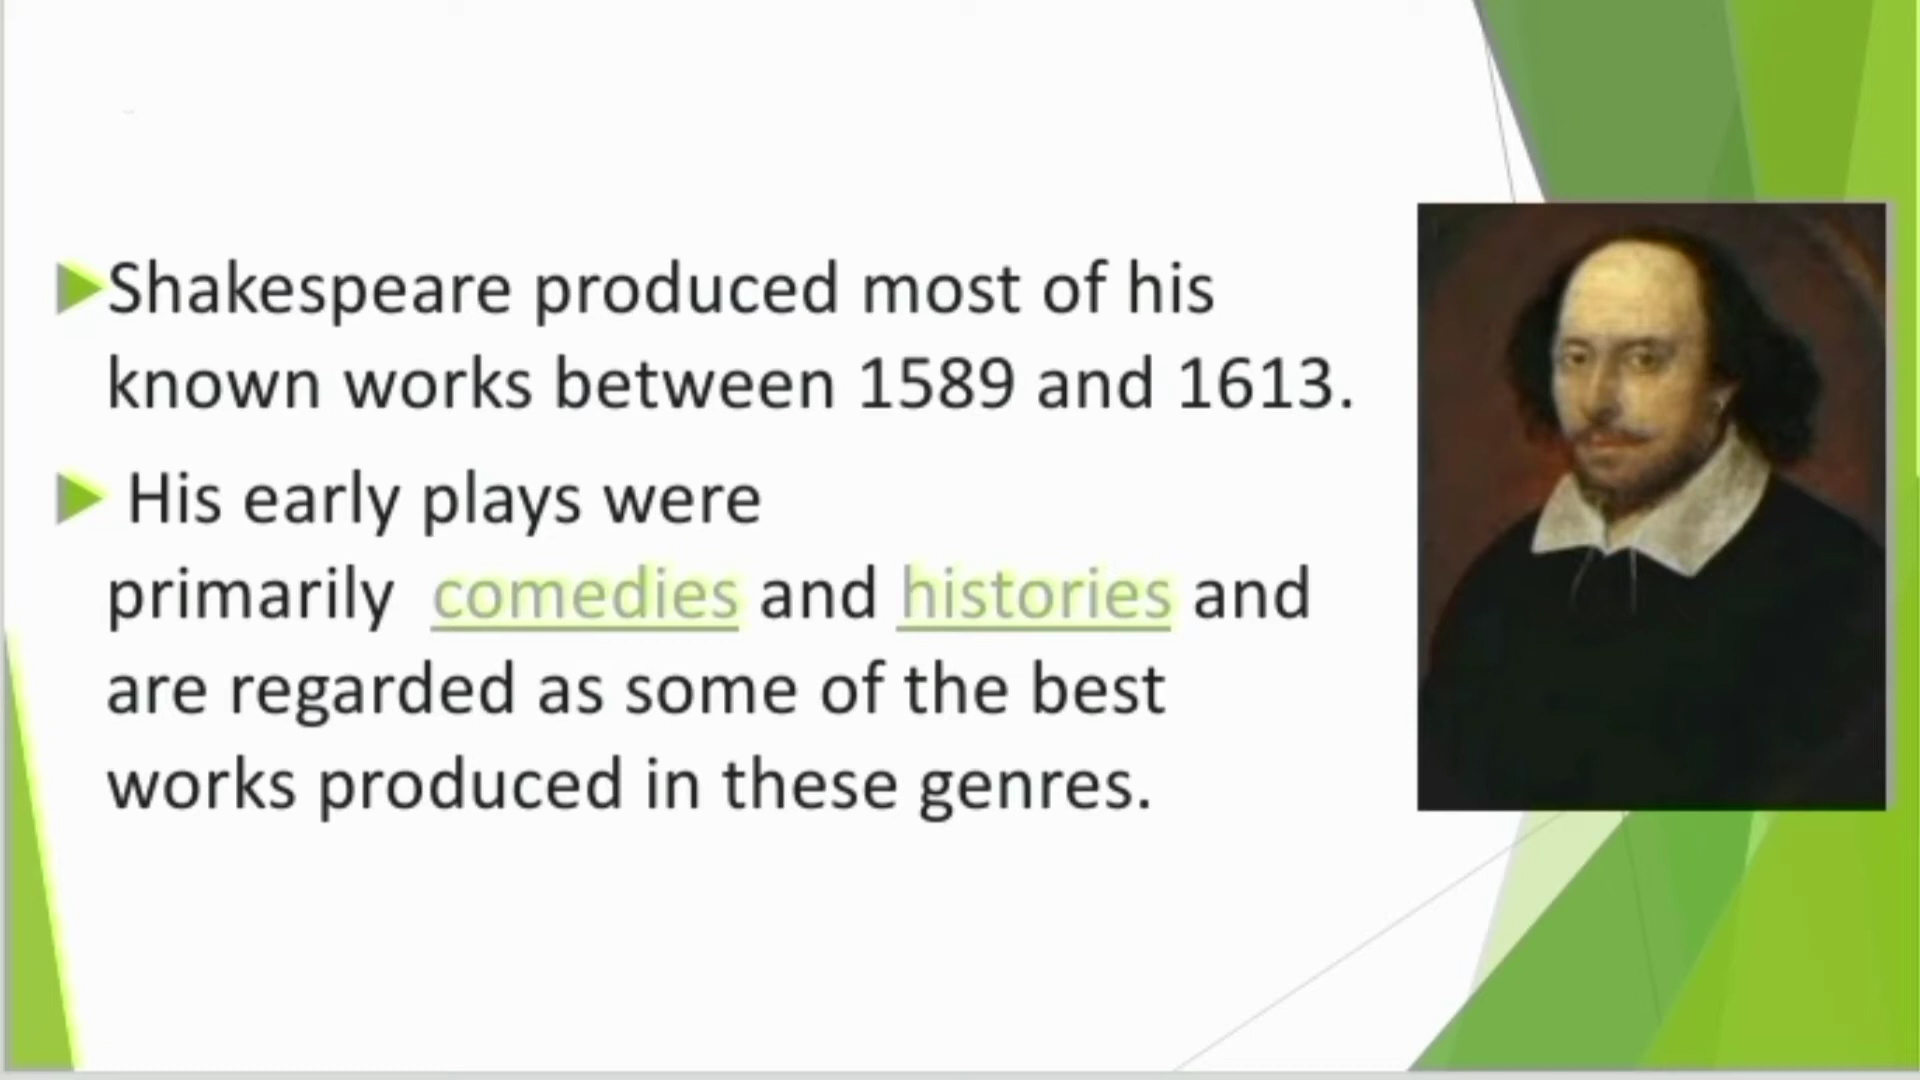 Shakespeare produced most of his
known works between 1589 and 1613.
His early plays were
primarily comedies and histories and
are regarded as some of the best
works produced in these genres.